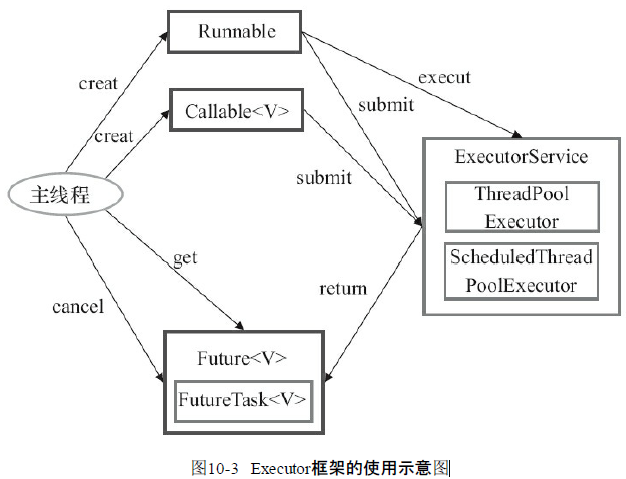 Runnable
creat
execut
submit
Callable<V>
creat
ExecutorService
submit
主线程
ThreadPool
Executor
ScheduledThread
PoolExecutor
get
return
cancel
Future<V>
FutureTask<V>
图10-3 Executor框架的使用示意图